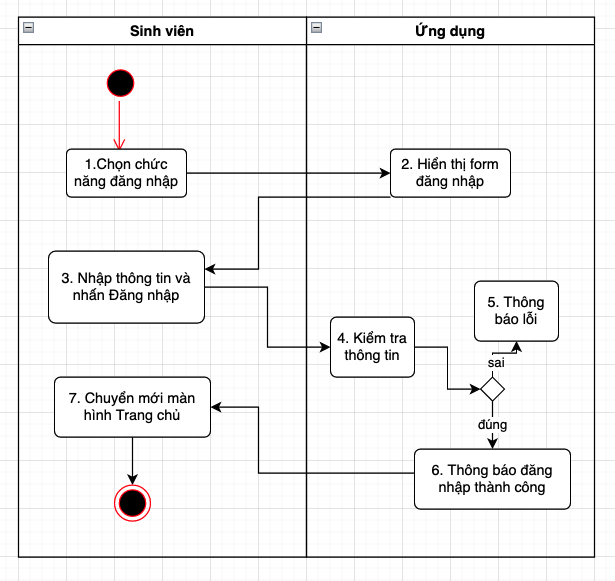 Sinh viên
Ứng dụng
1.Chọn chức
năng đăng nhập
2. Hiển thị form
đăng nhập
3. Nhập thông tin và
nhấn Đăng nhập
4. Kiểm tra
thông tin
5. Thông
báo lỗi
sai
đúng
6. Thông báo đăng
nhập thành công
7. Chuyển mới màn
hình Trang chủ